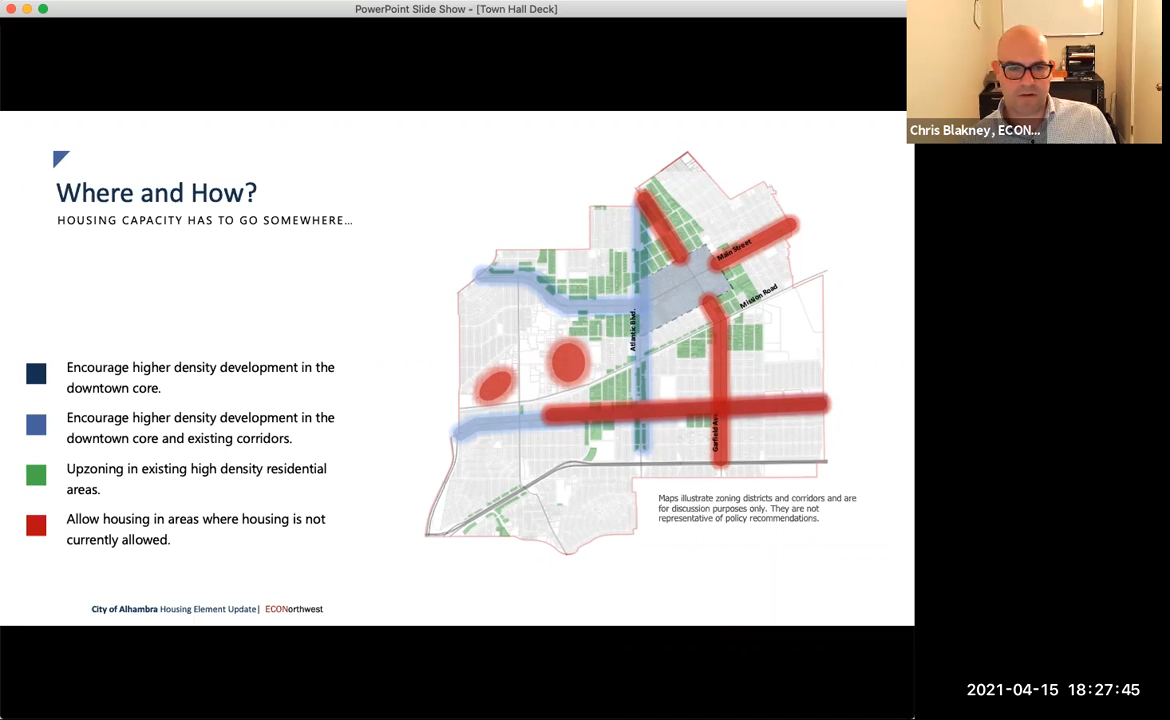 PowerPoint Slide Show - [Town Hall Deck]
Chris Blakney, ECON...
Where and How?
HOUSING CAPACITY HAS TO GO SOMEWHERE...
Encourage higher density development in the
downtown core.
Encourage higher density development in the
downtown core and existing corridors.
Upzoning in existing high density residential
areas.
Allow housing in areas where housing is not
currently allowed.
Main Street
Mission Road
Atlantic Blvd.
Garfield Ave.
Maps illustrate zoning districts and corridors and are
for discussion purposes only. They are not
representative of policy recommendations.
City of Alhambra Housing Element Update| ECONorthwest
2021-04-15 18:27:45